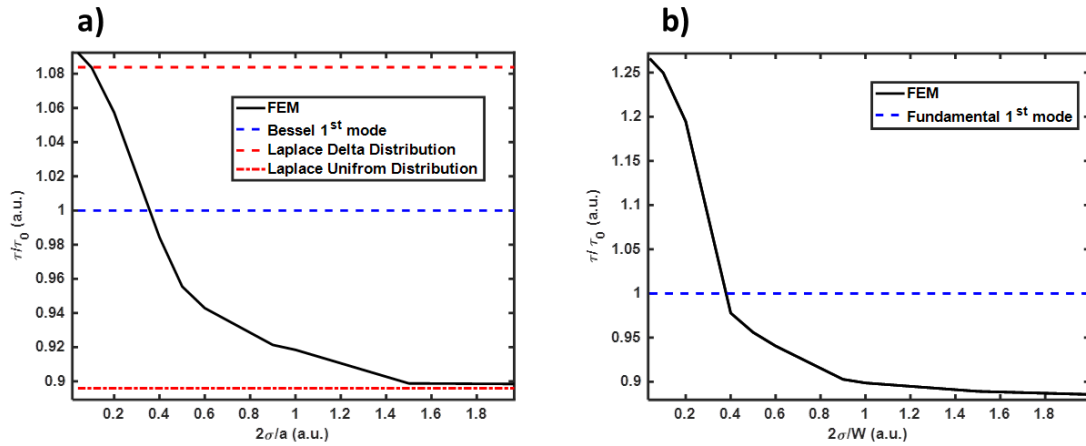 a)
1.08
1.06
1.04
1.02
1
0.98
0.96
0.94
0.92
0.9
τ/τ0 (a.u.)
FEM
Bessel 1st mode
Laplace Delta Distribution
Laplace Unifrom Distribution
0.2 0.4 0.6 0.8 1 1.2 1.4 1.6 1.8
2σ/a (a.u.)
b)
1.25
1.2
1.15
1.1
1.05
1
0.95
0.9
τ/ τ0 (a.u.)
FEM
Fundamental 1st mode
0.2 0.4 0.6 0.8 1 1.2 1.4 1.6 1.8
2σ/W (a.u.)